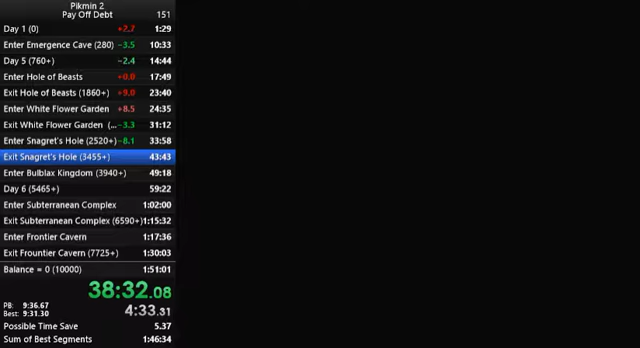 Pikmin 2
Pay Off Debt 151
Day 1 (0) +2.7 1:29
Enter Emergence Cave (280) −3.5 10:33
Day 5 (760+) −2.4 14:44
Enter Hole of Beasts +0.0 17:49
Exit Hole of Beasts (1860+) +9.0 23:40
Enter White Flower Garden +8.5 24:35
Exit White Flower Garden (... −3.3 31:12
Enter Snagret's Hole (2520+) −8.1 33:58
Exit Snagret's Hole (3455+) 43:43
Enter Bulblax Kingdom (3940+) 49:18
Day 6 (5465+) 59:22
Enter Subterranean Complex 1:02:00
Exit Subterranean Complex (6590+) 1:15:32
Enter Frontier Cavern 1:17:36
Exit Frountier Cavern (7725+) 1:30:03
Balance = 0 (10000) 1:51:01
38:32.08
PB: 9:36.67
Best: 9:31.30 4:33.31
Possible Time Save 5.37
Sum of Best Segments 1:46:34